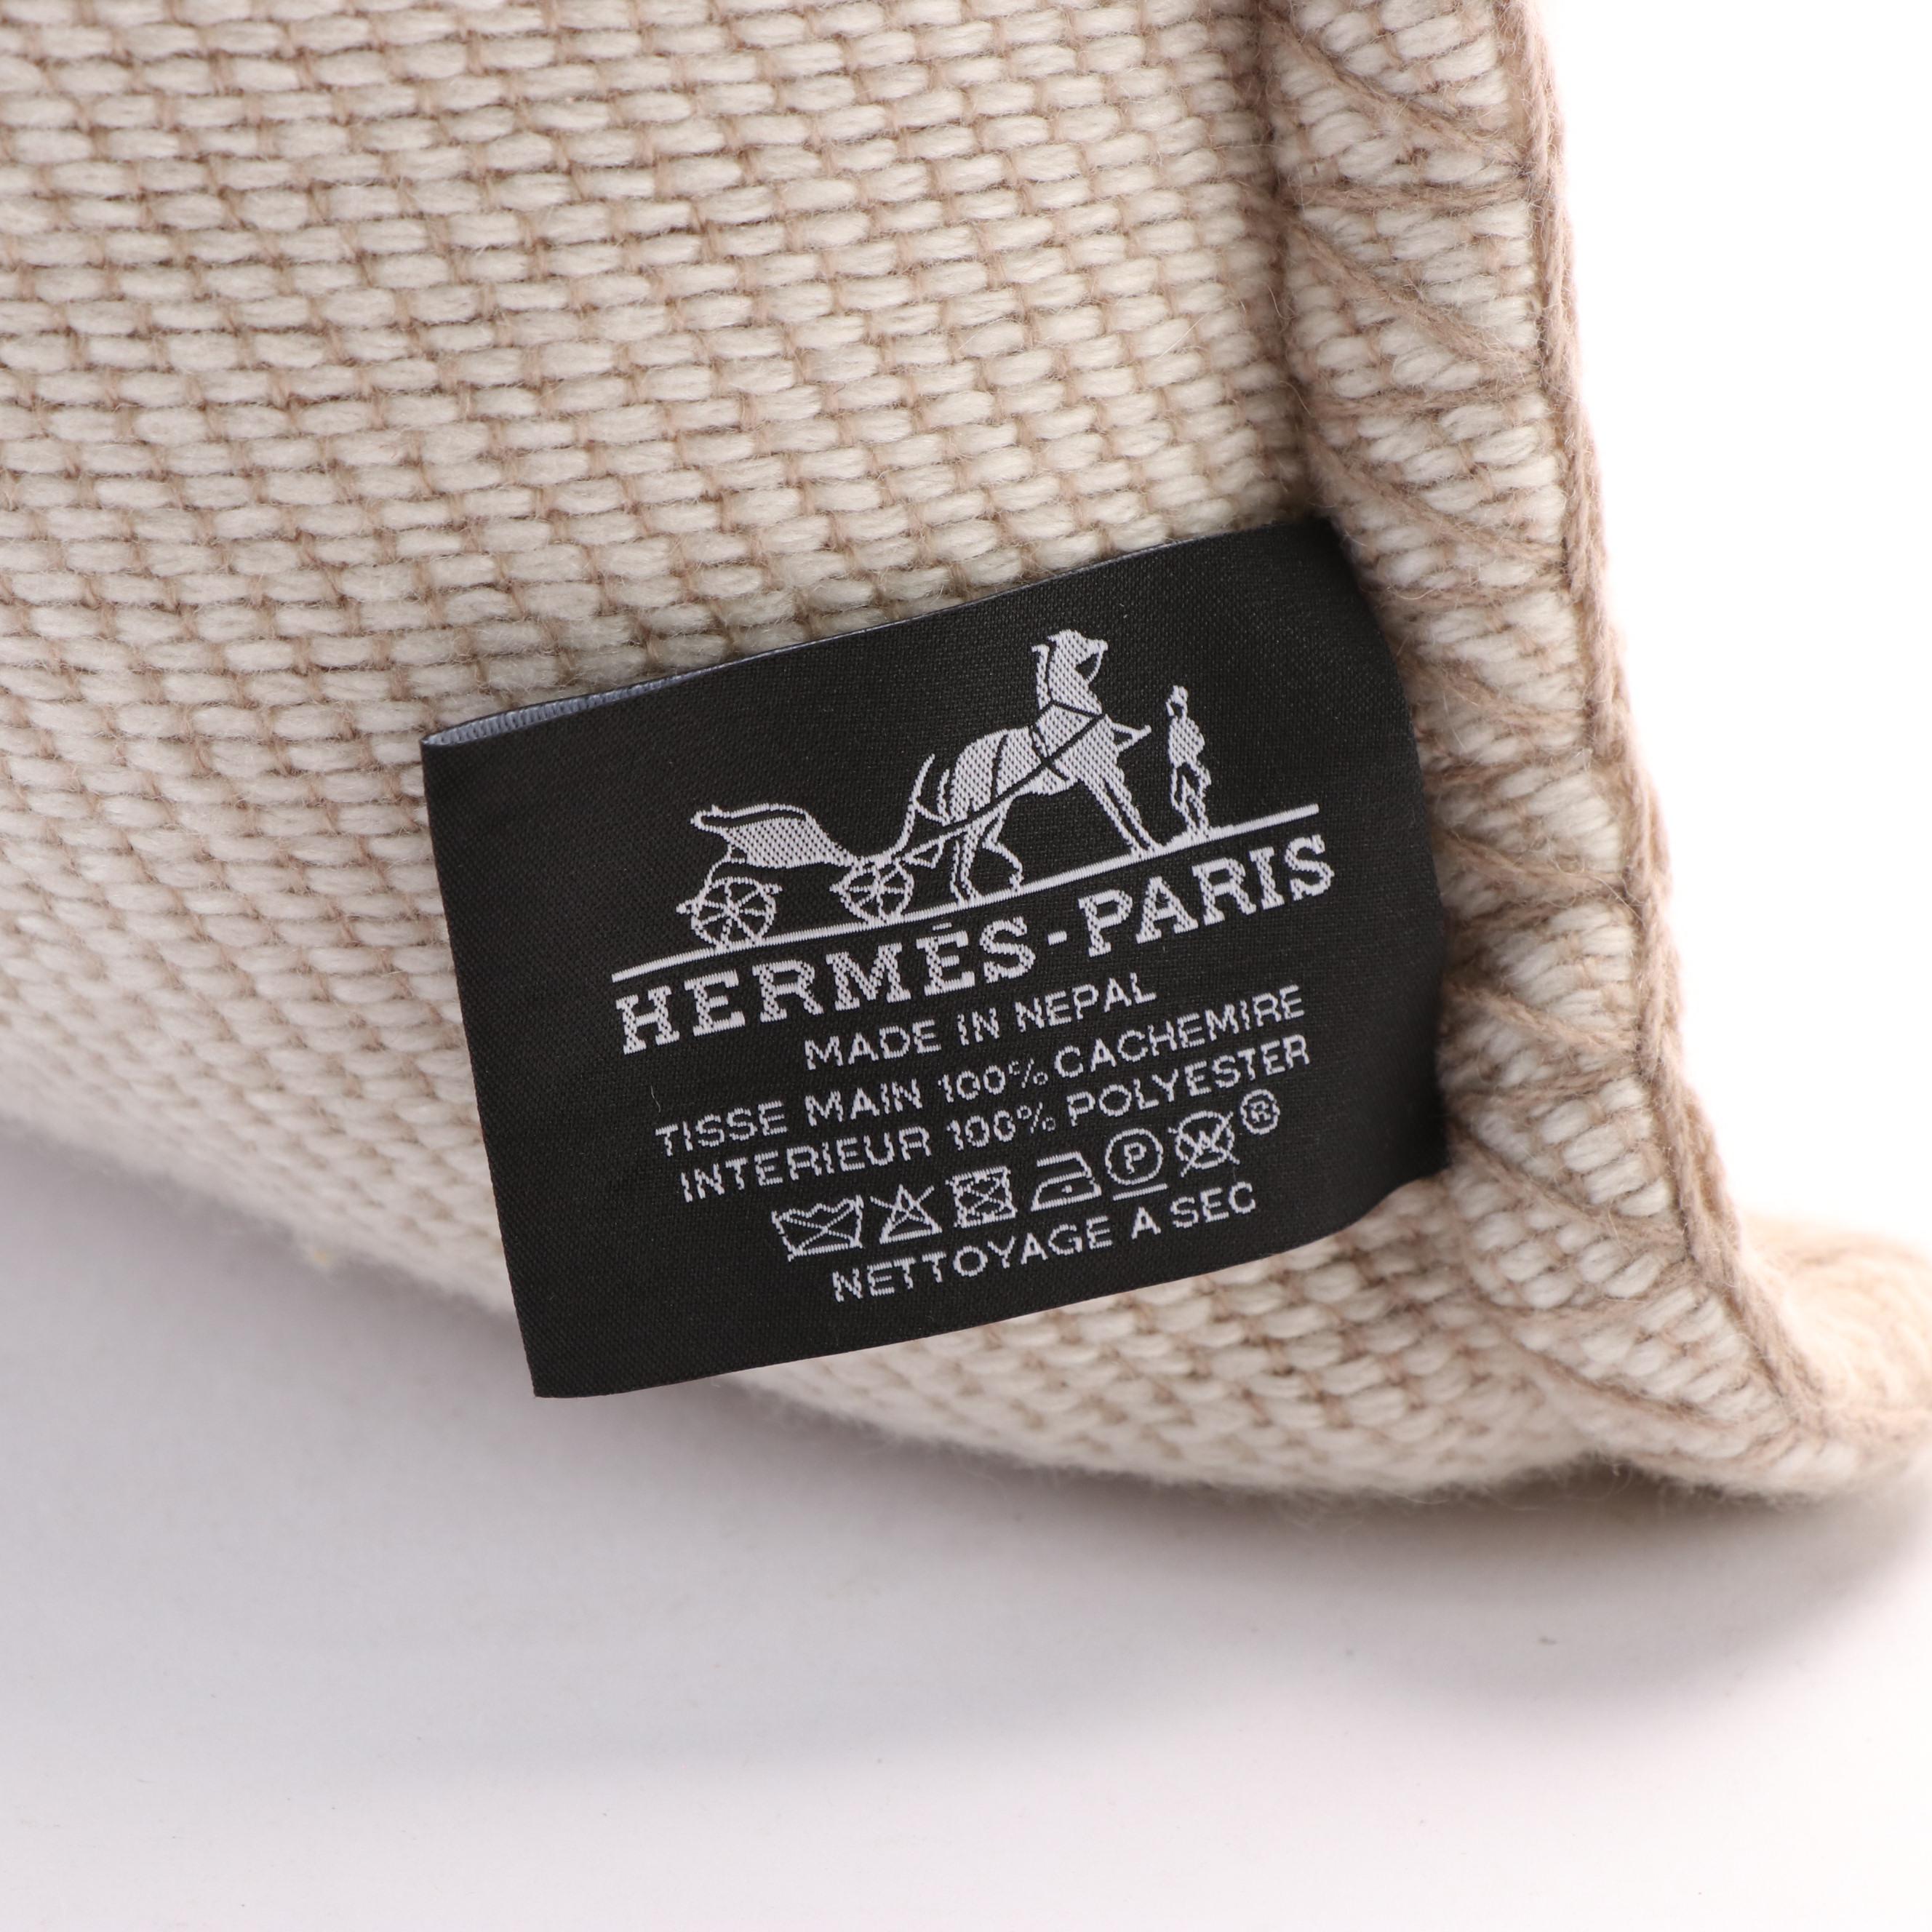 HERMÈS-PARIS
MADE IN NEPAL
TISSE MAIN 100% CACHEMIRE
INTERIEUR 100% POLYESTER
P W ®
NETTOYAGE A SEC